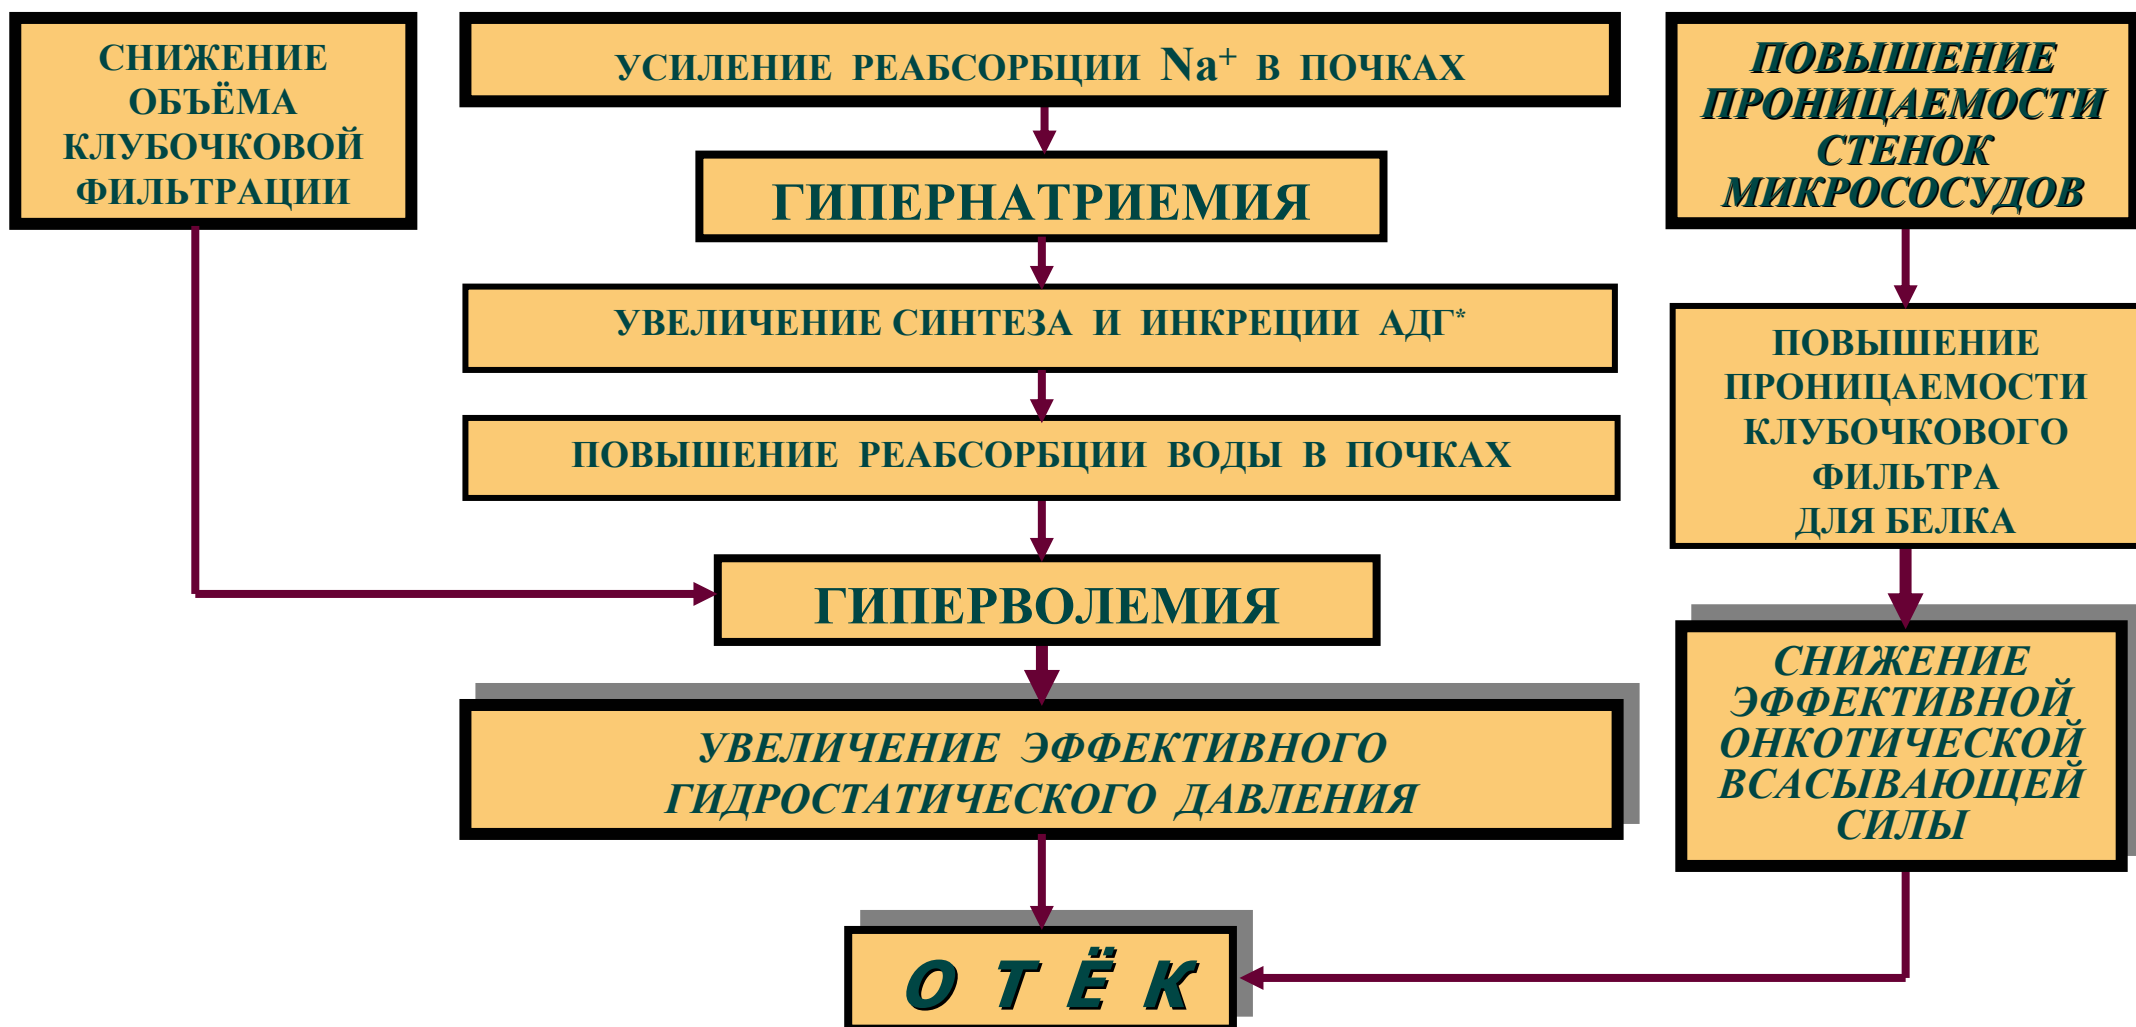 СНИЖЕНИЕ
ОБЪЁМА
КЛУБОЧКОВОЙ
ФИЛЬТРАЦИИ
УСИЛЕНИЕ РЕАБСОРБЦИИ Na⁺ В ПОЧКАХ
ГИПЕРНАТРИЕМИЯ
УВЕЛИЧЕНИЕ СИНТЕЗА И ИНКРЕЦИИ АДГ*
ПОВЫШЕНИЕ РЕАБСОРБЦИИ ВОДЫ В ПОЧКАХ
ГИПЕРВОЛЕМИЯ
УВЕЛИЧЕНИЕ ЭФФЕКТИВНОГО
ГИДРОСТАТИЧЕСКОГО ДАВЛЕНИЯ
ПОВЫШЕНИЕ
ПРОНИЦАЕМОСТИ
СТЕНОК
МИКРОСОСУДОВ
ПОВЫШЕНИЕ
ПРОНИЦАЕМОСТИ
КЛУБОЧКОВОГО
ФИЛЬТРА
ДЛЯ БЕЛКА
СНИЖЕНИЕ
ЭФФЕКТИВНОЙ
ОНКОТИЧЕСКОЙ
ВСАСЫВАЮЩЕЙ
СИЛЫ
О Т Ё К